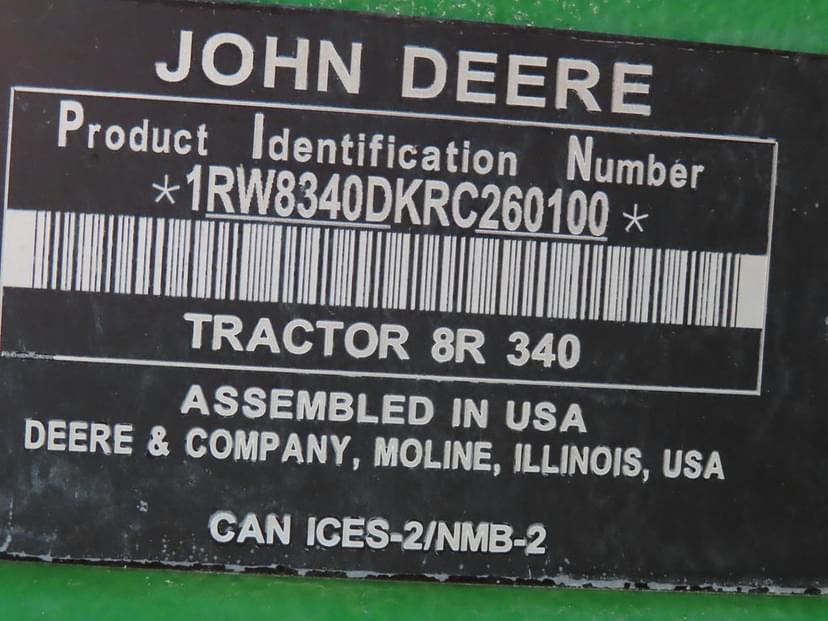 JOHN DEERE
Product Identification Number
*1RW8340DKRC260100*
TRACTOR 8R 340
ASSEMBLED IN USA
DEERE & COMPANY, MOLINE, ILLINOIS, USA
CAN ICES-2/NMB-2